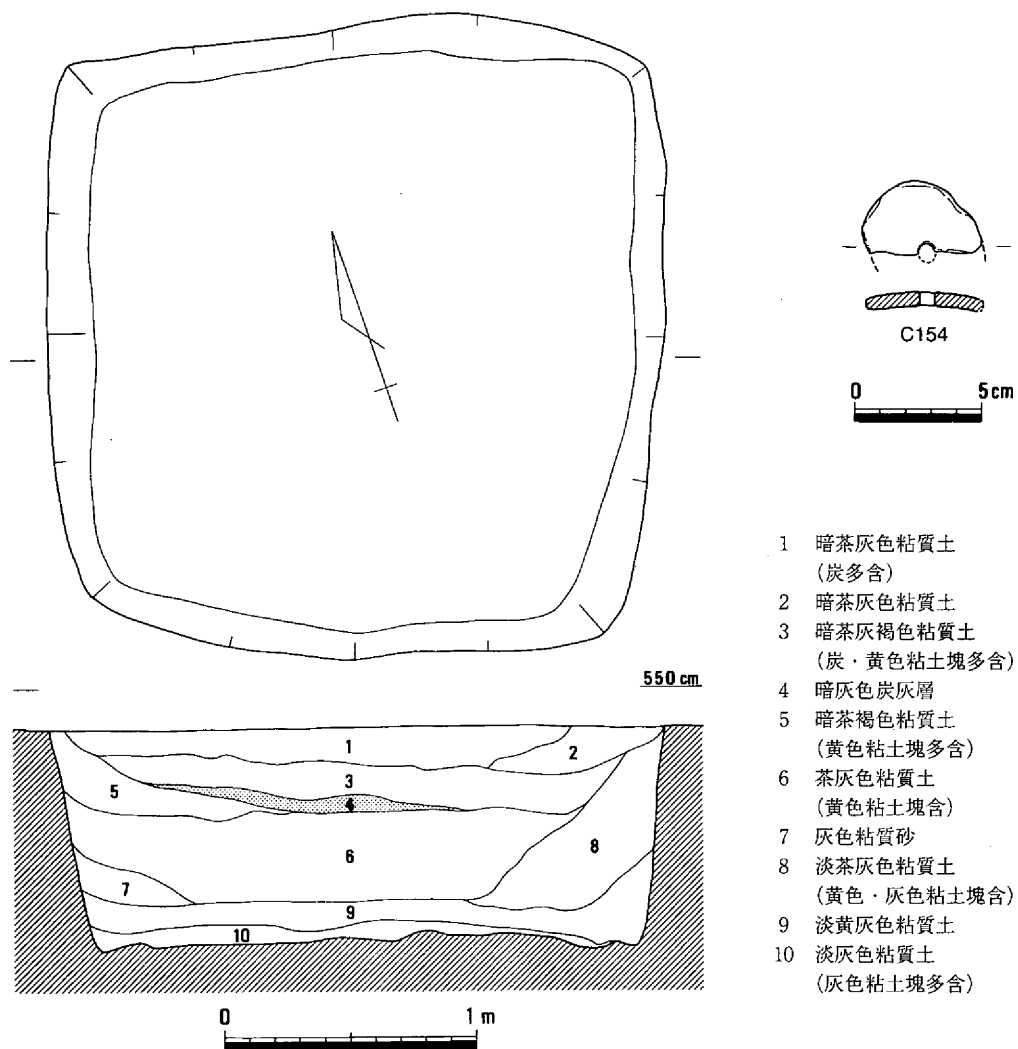 C154
0 5cm
550cm
1
2
3
4
5
6
7
8
9
10
0 1m
1 暗茶灰色粘質土
(炭多含)
2 暗茶灰色粘質土
3 暗茶灰褐色粘質土
(炭・黄色粘土塊多含)
4 暗灰色炭灰層
5 暗茶褐色粘質土
(黄色粘土塊多含)
6 茶灰色粘質土
(黄色粘土塊含)
7 灰色粘質砂
8 淡茶灰色粘質土
(黄色・灰色粘土塊含)
9 淡黄灰色粘質土
10 淡灰色粘質土
(灰色粘土塊多含)